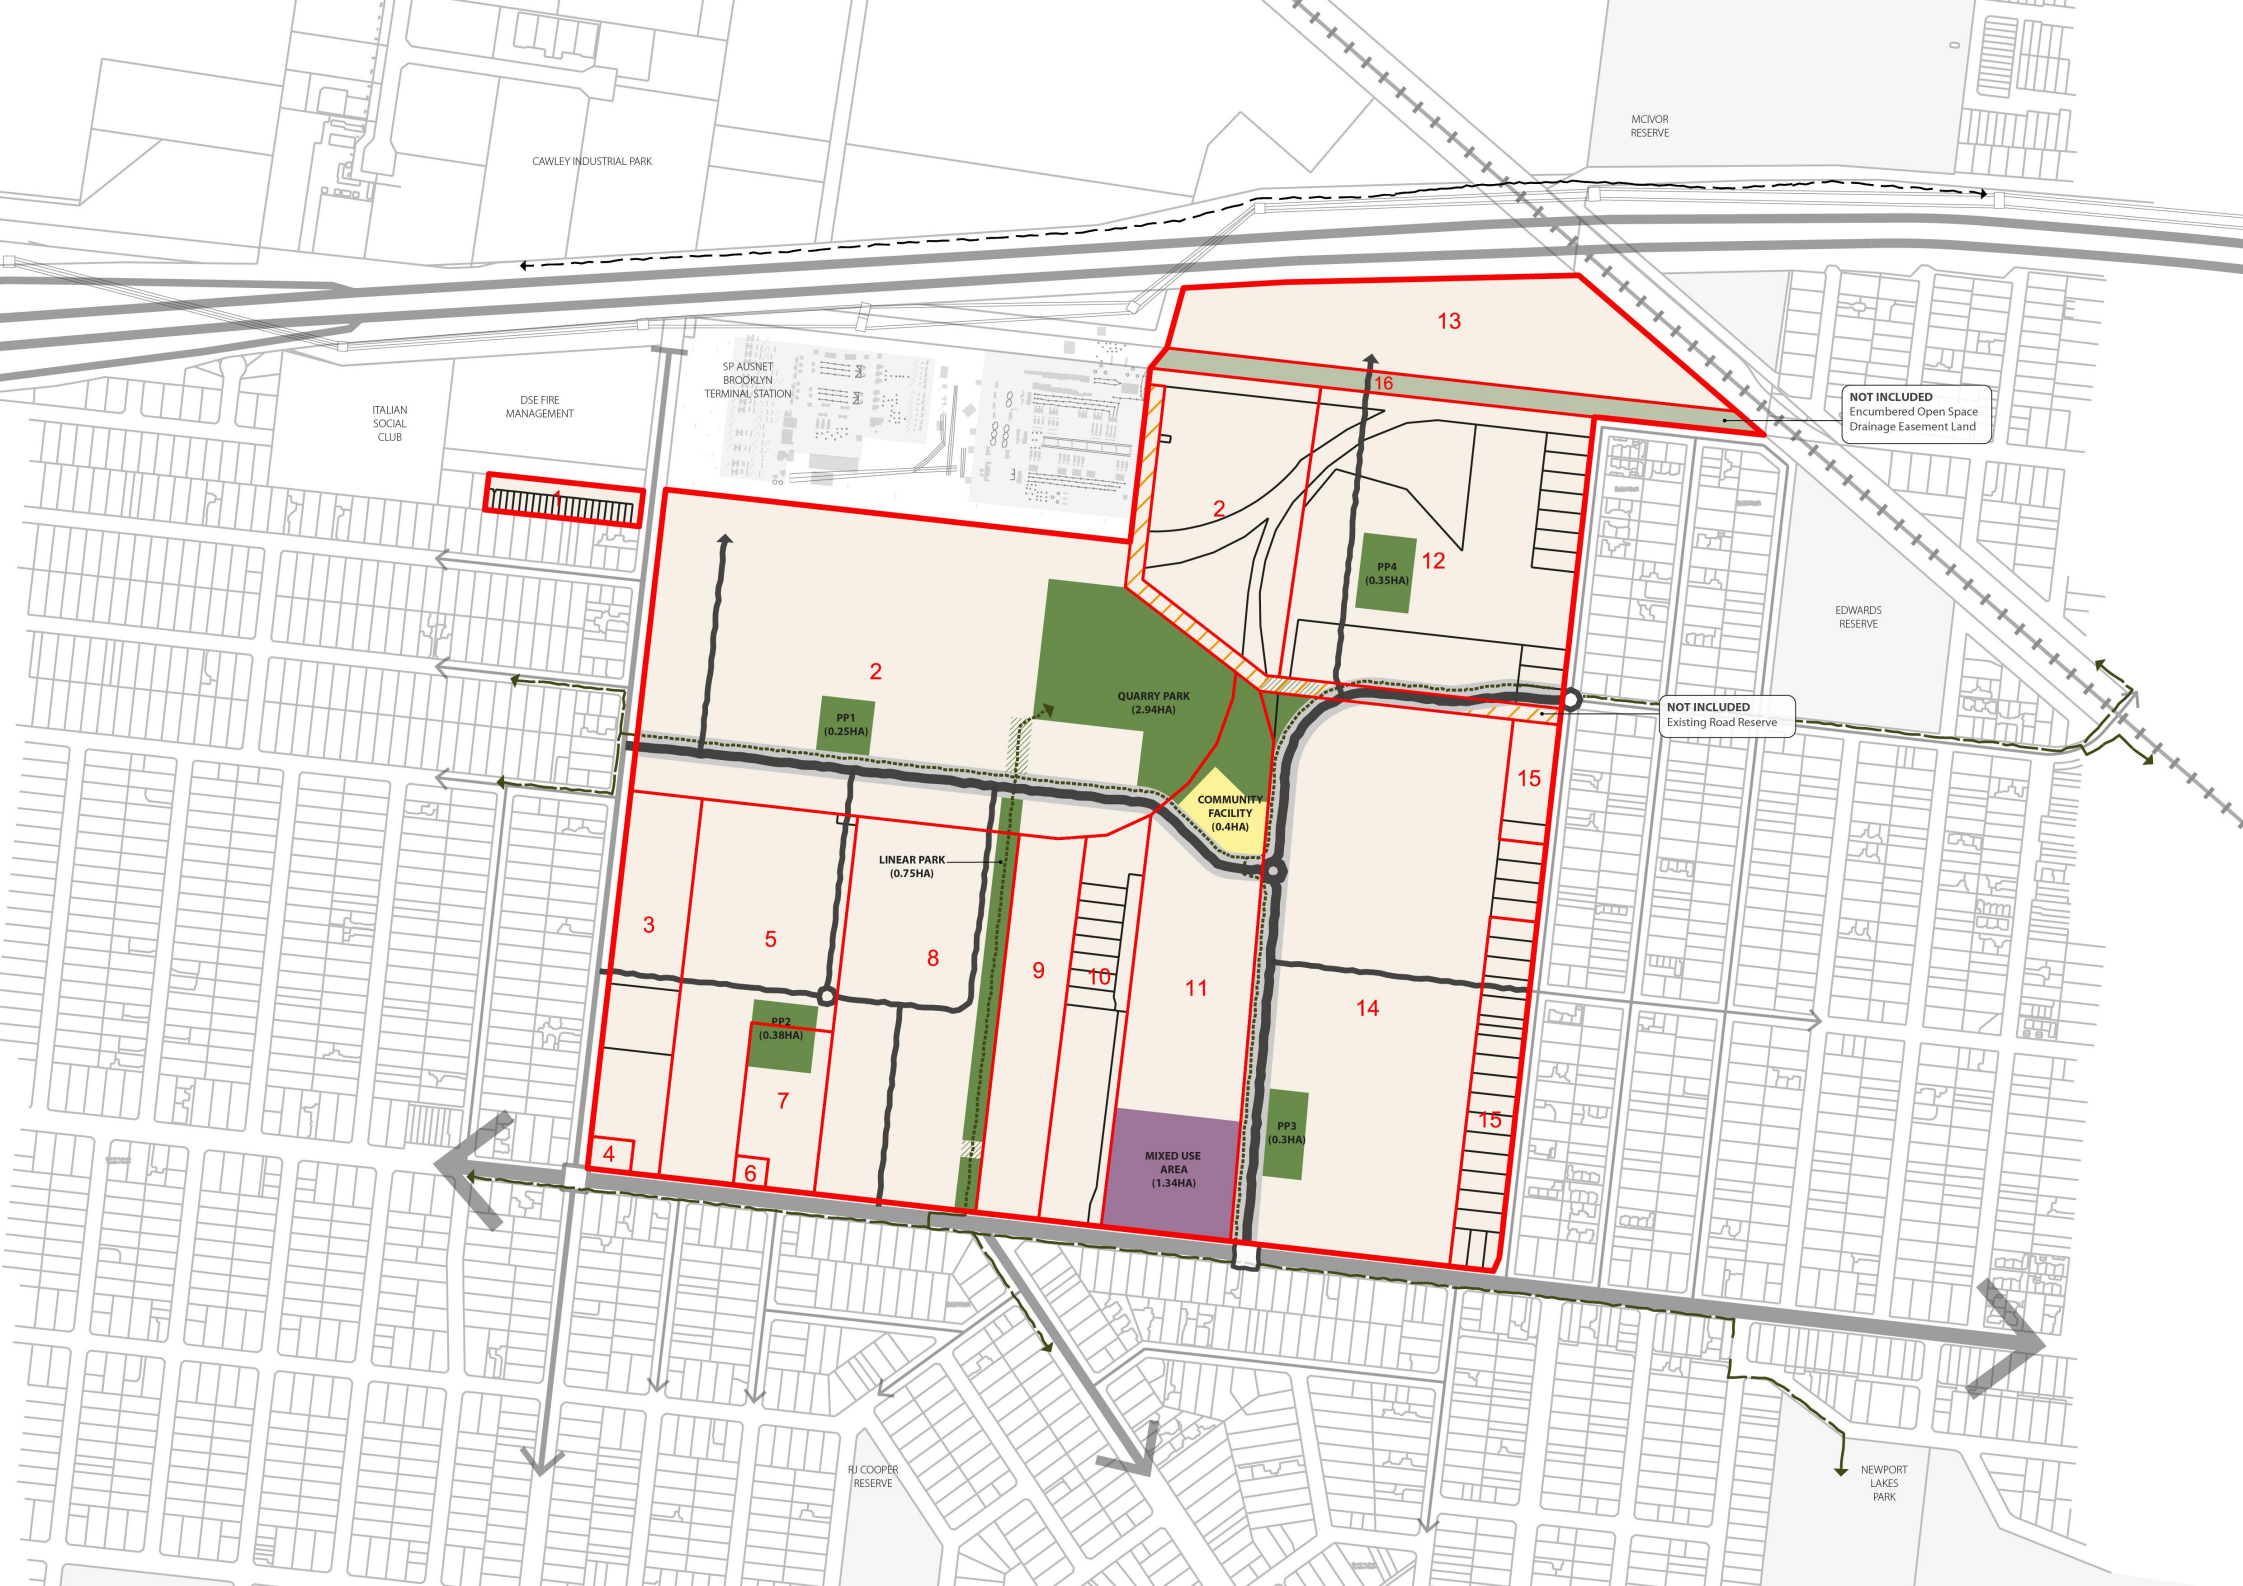 MCIVOR
RESERVE
CAWLEY INDUSTRIAL PARK
13
SP AUSNET
BROOKLYN
TERMINAL STATION
16
NOT INCLUDED
Encumbered Open Space
Drainage Easement Land
ITALIAN
SOCIAL
CLUB
DSE FIRE
MANAGEMENT
1
2
12
PP4
(0.35HA)
EDWARDS
RESERVE
2
QUARRY PARK
(2.94HA)
PP1
(0.25HA)
NOT INCLUDED
Existing Road Reserve
15
COMMUNITY
FACILITY
(0.4HA)
LINEAR PARK
(0.75HA)
3
5
8
9
10
11
14
PP2
(0.38HA)
7
15
PP3
(0.3HA)
4
6
MIXED USE
AREA
(1.34HA)
RJ COOPER
RESERVE
NEWPORT
LAKES
PARK